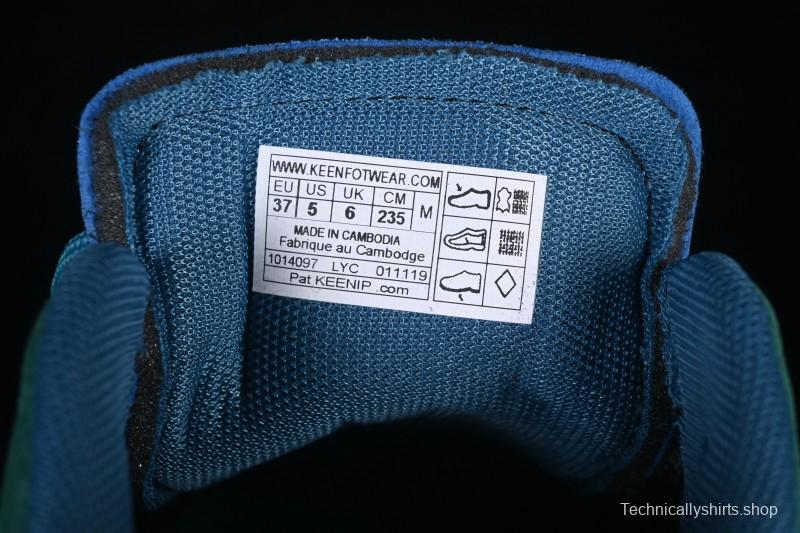 WWW.KEENFOTWEAR.COM
EU US UK CM M
37 5 6 235
MADE IN CAMBODIA
Fabrique au Cambodge
1014097 LYC 011119
Pat KEENIP .com
Technicallyshirts.shop